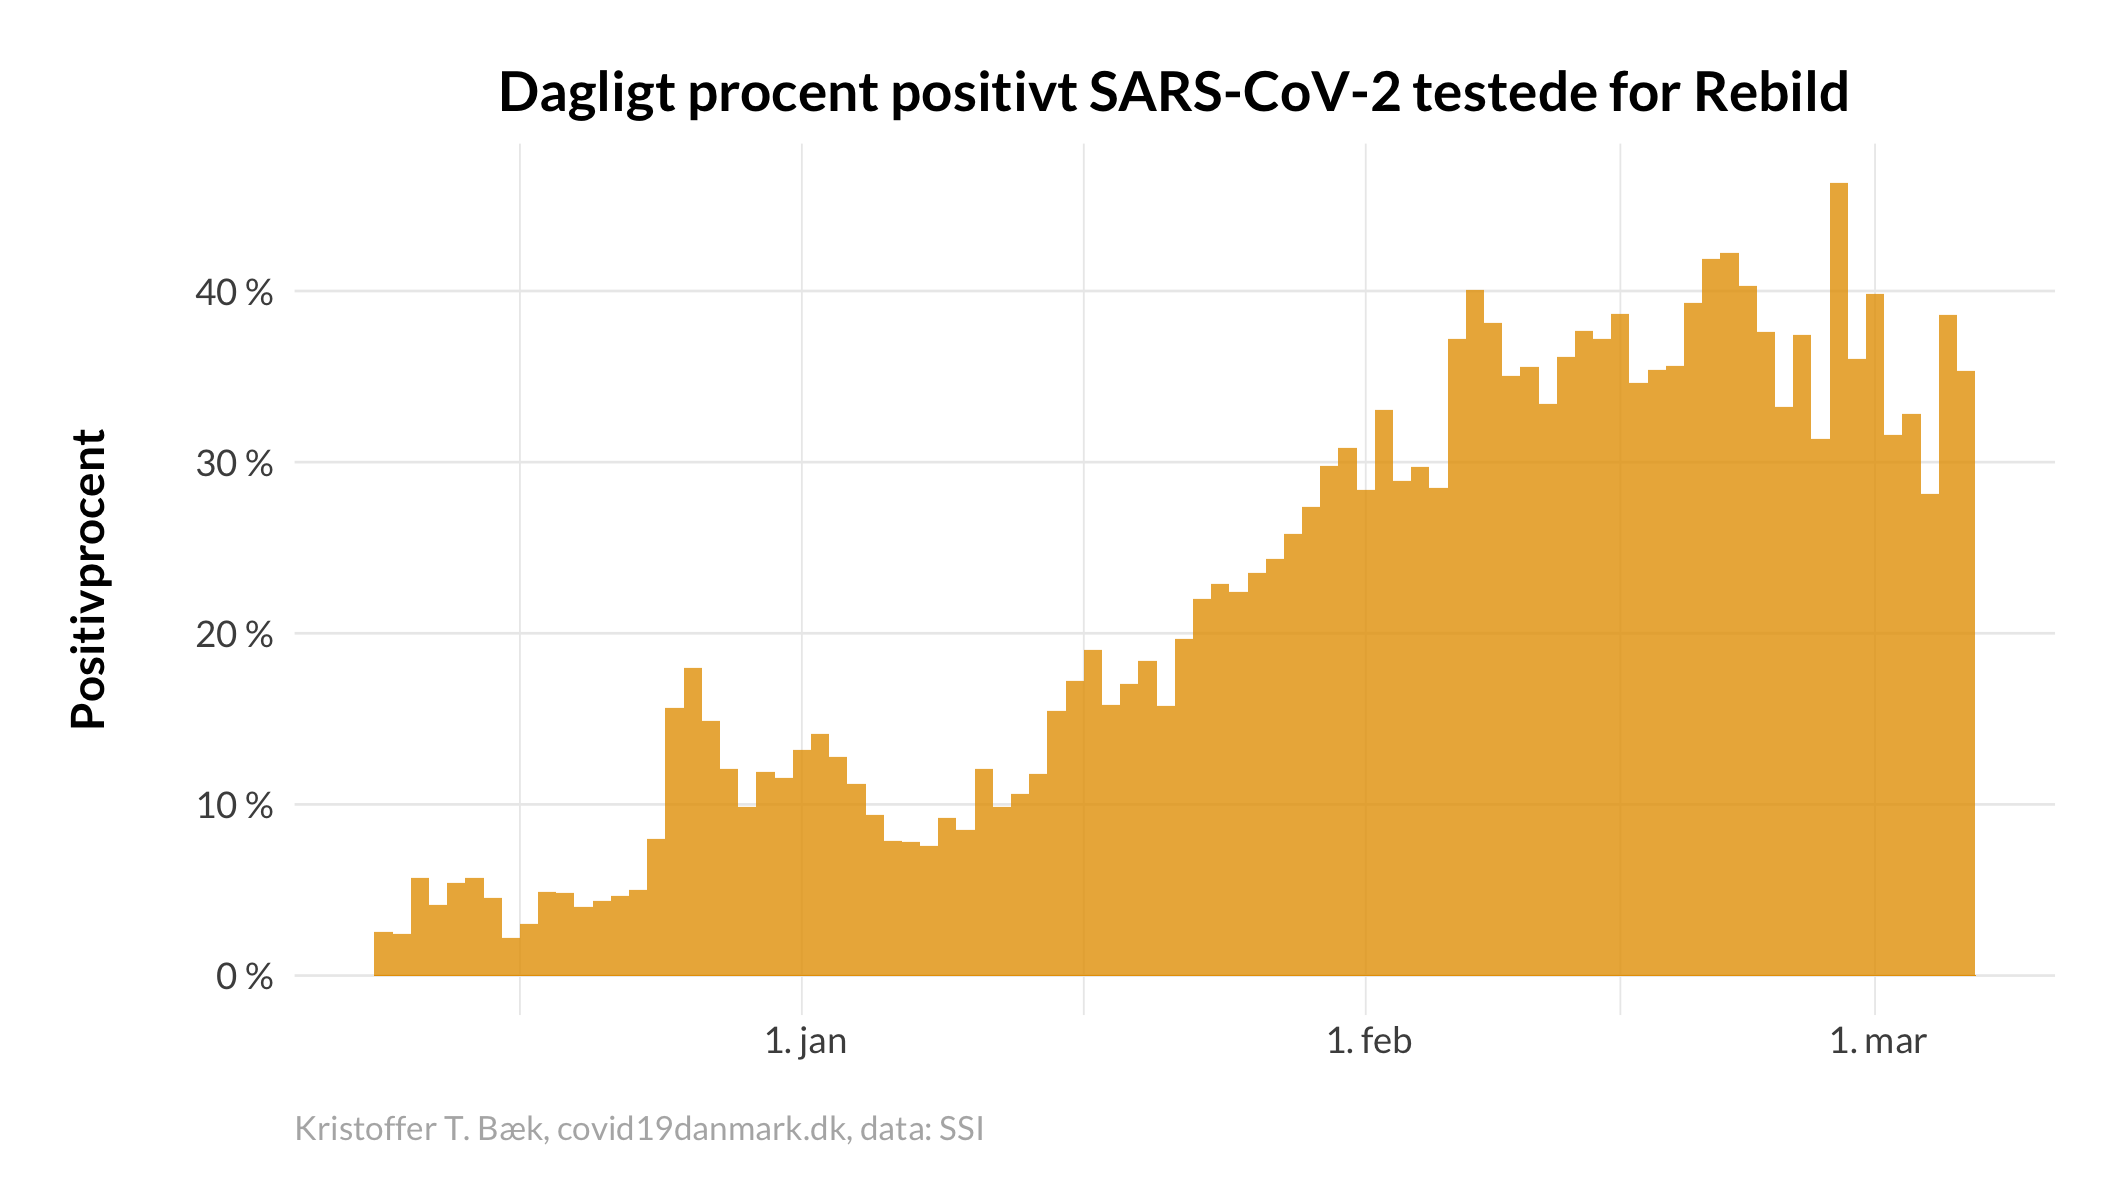 Dagligt procent positivt SARS-CoV-2 testede for Rebild
Positivprocent
40 %
30 %
20 %
10 %
0 %
1. jan
1. feb
1. mar
Kristoffer T. Bæk, covid19danmark.dk, data: SSI